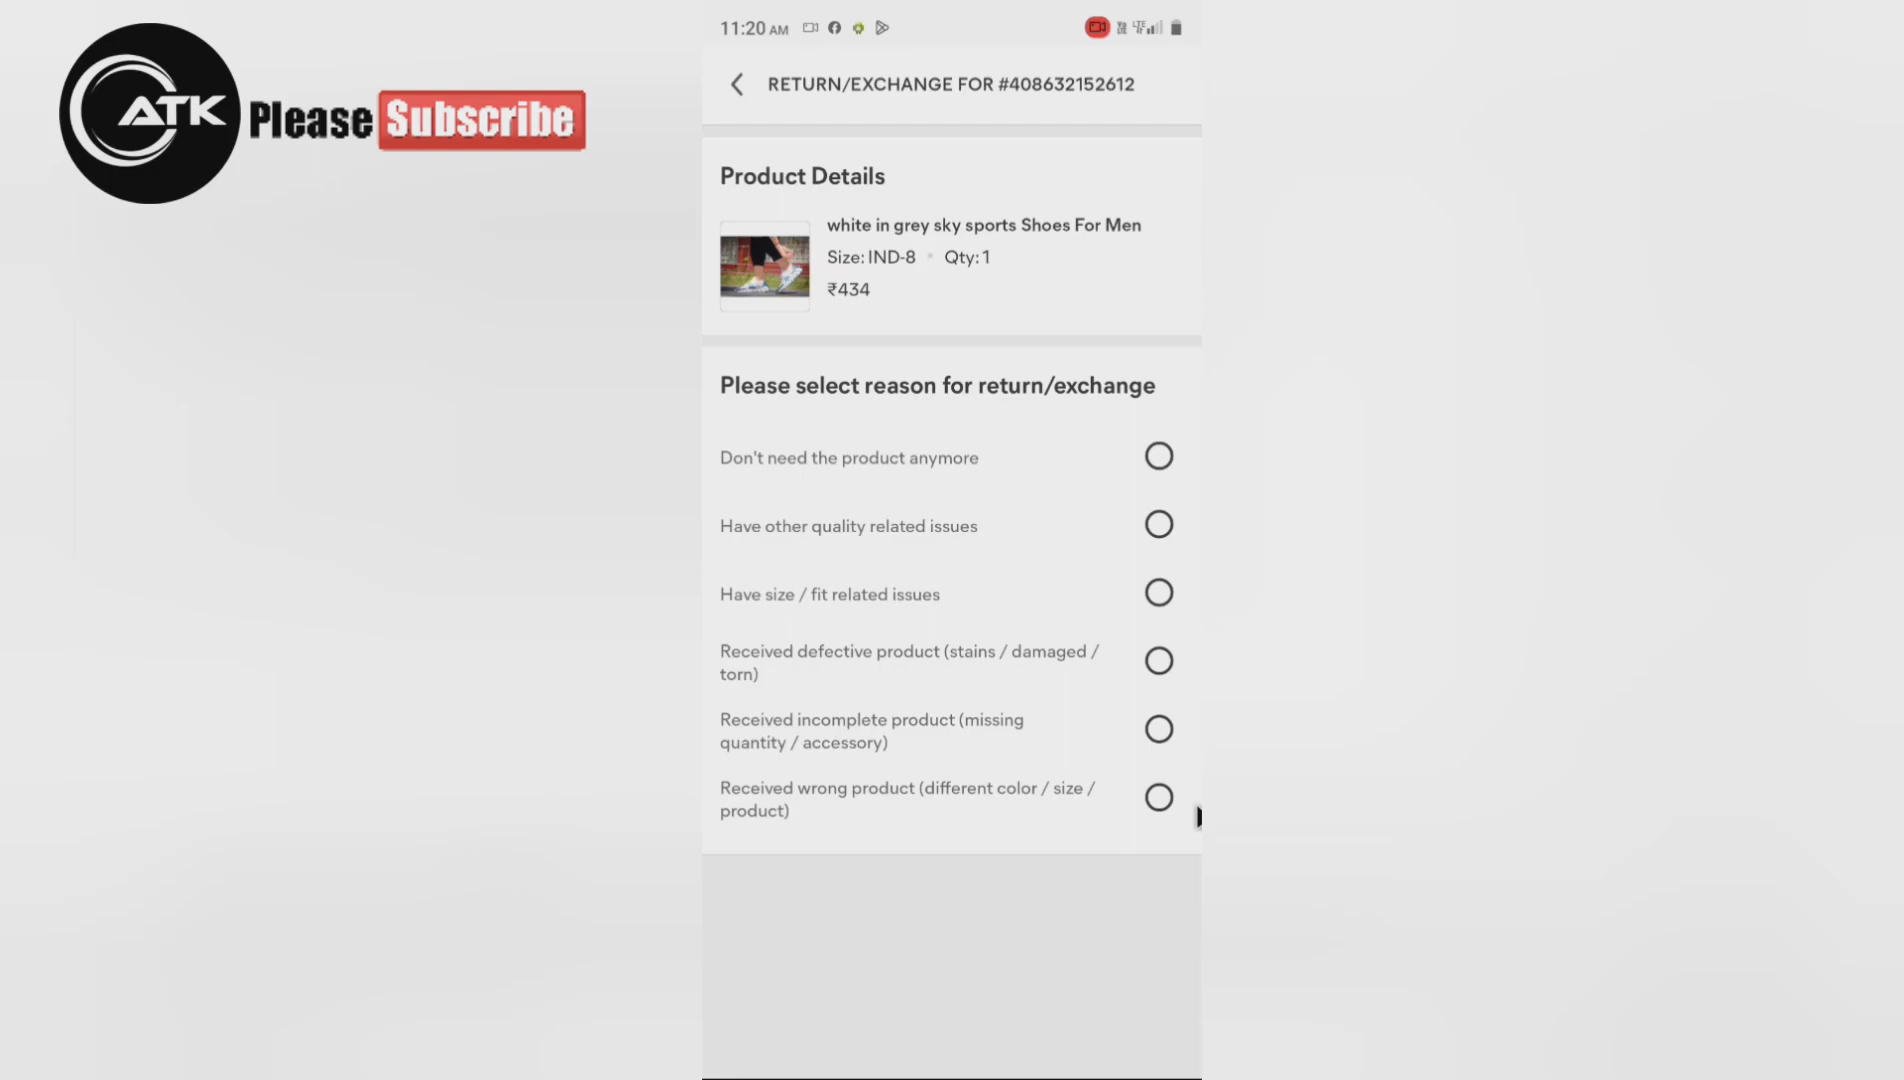 ATK
Please Subscribe
11:20 AM
RETURN/EXCHANGE FOR #408632152612
Product Details
white in grey sky sports Shoes For Men
Size: IND-8 • Qty: 1
₹434
Please select reason for return/exchange
Don't need the product anymore
Have other quality related issues
Have size / fit related issues
Received defective product (stains / damaged /
torn)
Received incomplete product (missing
quantity / accessory)
Received wrong product (different color / size /
product)